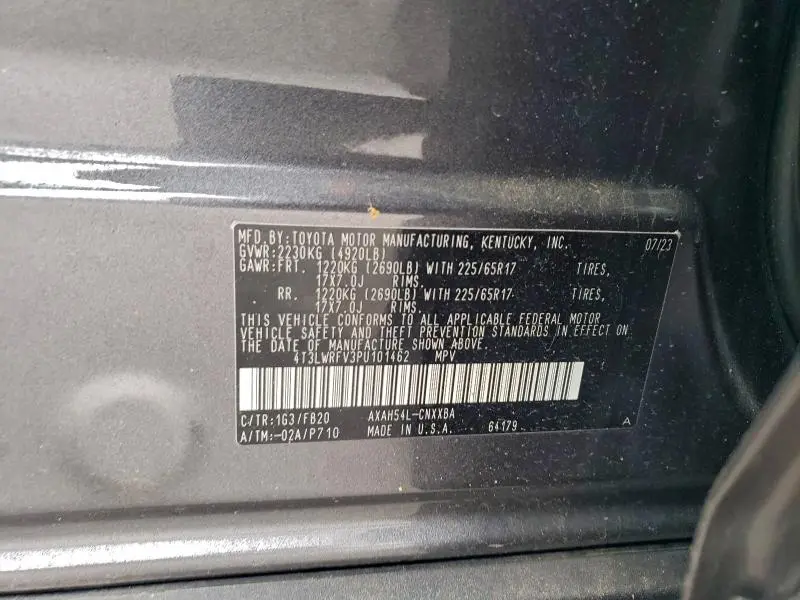 MFD.BY:TOYOTA MOTOR MANUFACTURING, KENTUCKY, INC. 07/23
GVWR:2230KG (4920LB)
GAWR:FRT. 1220KG (2690LB) WITH 225/65R17 TIRES,
17X7.0J RIMS.
RR. 1220KG (2690LB) WITH 225/65R17 TIRES,
17X7.0J RIMS.
THIS VEHICLE CONFORMS TO ALL APPLICABLE FEDERAL MOTOR
VEHICLE SAFETY AND THEFT PREVENTION STANDARDS IN EFFECT ON
THE DATE OF MANUFACTURE SHOWN ABOVE.
4T3LWRFV3PU101462 MPV
C/TR:1G3/FB20 AXAH54L-CNXXBA
A/TM:-02A/P710 MADE IN U.S.A. 64179 A